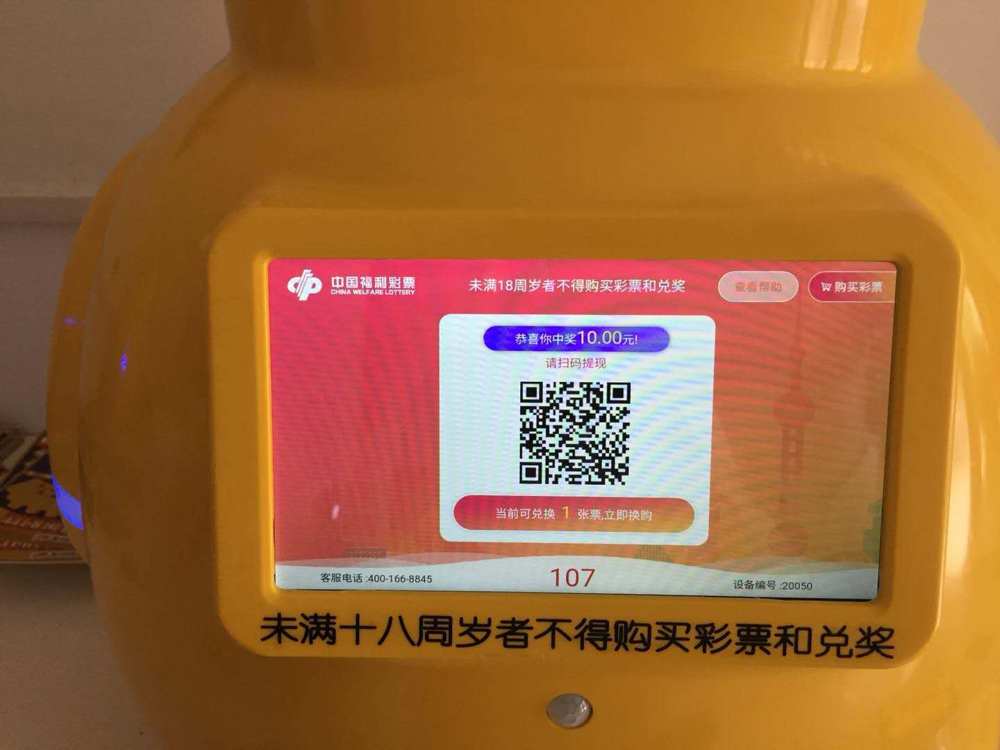 中国福利彩票
CHINA WELFARE LOTTERY
未满18周岁者不得购买彩票和兑奖
查看帮助
购买彩票
恭喜你中奖10.00元!
请扫码提现
当前可兑换 1 张票,立即换购
客服电话 :400-166-8845
107
设备编号 :20050
未满十八周岁者不得购买彩票和兑奖